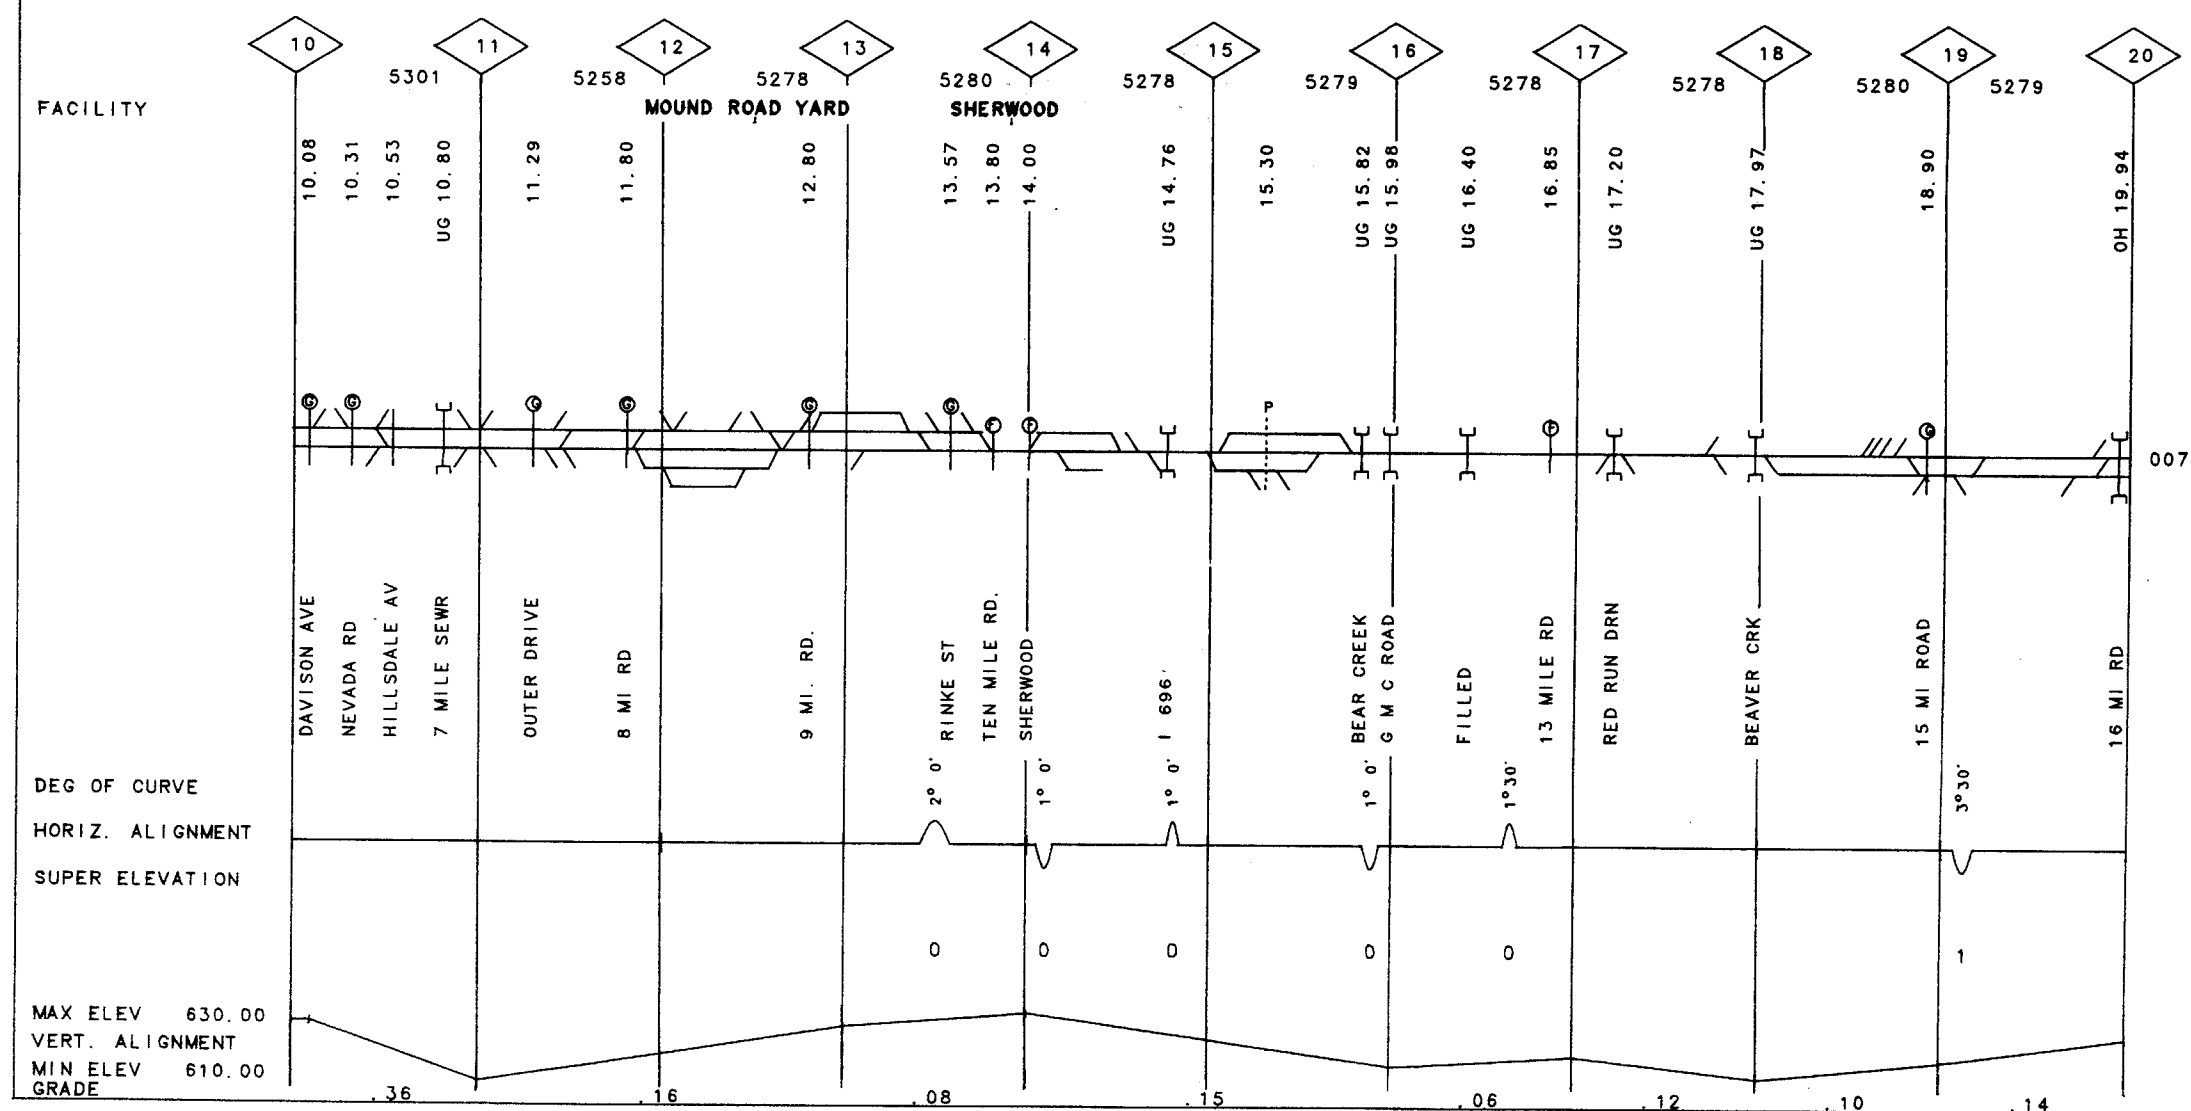 10 11 12 13 14 15 16 17 18 19 20
5301 5258 5278 5280 5278 5279 5278 5278 5280 5279
FACILITY MOUND ROAD YARD SHERWOOD
10.08
10.31
10.53
UG 10.80
11.29
11.80
12.80
13.57
13.80
14.00
UG 14.76
15.30
UG 15.82
UG 15.98
UG 16.40
16.85
UG 17.20
UG 17.97
18.90
OH 19.94
G G G G G G F F P F G
007
DAVISON AVE
NEVADA RD
HILLSDALE AV
7 MILE SEWR
OUTER DRIVE
8 MI RD
9 MI. RD.
RINKE ST
TEN MILE RD.
SHERWOOD
I 696
BEAR CREEK
G M C ROAD
FILLED
13 MILE RD
RED RUN DRN
BEAVER CRK
15 MI ROAD
16 MI RD
DEG OF CURVE 2° 0' 1° 0' 1° 0' 1° 0' 1°30' 3°30'
HORIZ. ALIGNMENT
SUPER ELEVATION
0 0 0 0 0 1
MAX ELEV 630.00
VERT. ALIGNMENT
MIN ELEV 610.00
GRADE .36 .16 .08 .15 .06 .12 .10 .14